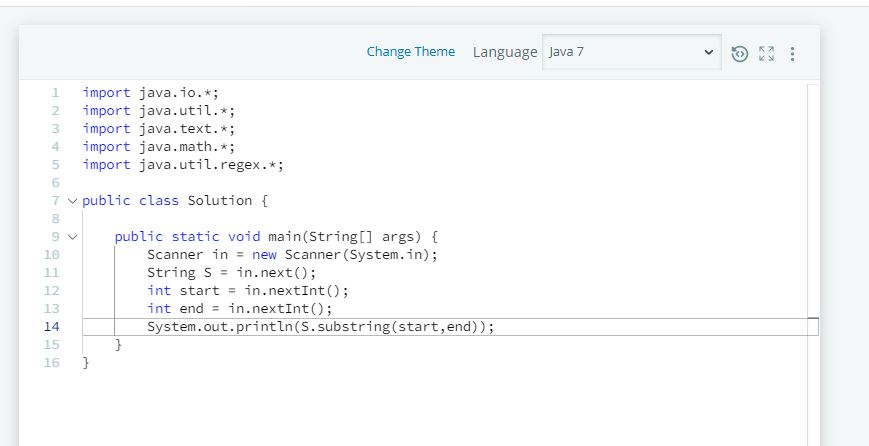 Change Theme Language Java 7
1 import java.io.*;
2 import java.util.*;
3 import java.text.*;
4 import java.math.*;
5 import java.util.regex.*;
6
7 public class Solution {
8
9     public static void main(String[] args) {
10         Scanner in = new Scanner(System.in);
11         String S = in.next();
12         int start = in.nextInt();
13         int end = in.nextInt();
14         System.out.println(S.substring(start,end));
15     }
16 }